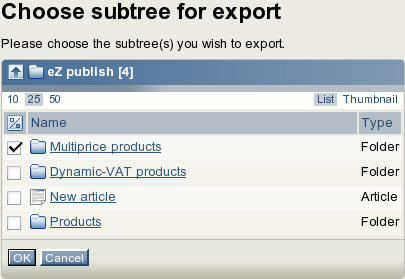 Choose subtree for export
Please choose the subtree(s) you wish to export.
eZ publish [4]
10 25 50 List Thumbnail
Name Type
Multiprice products Folder
Dynamic-VAT products Folder
New article Article
Products Folder
OK Cancel